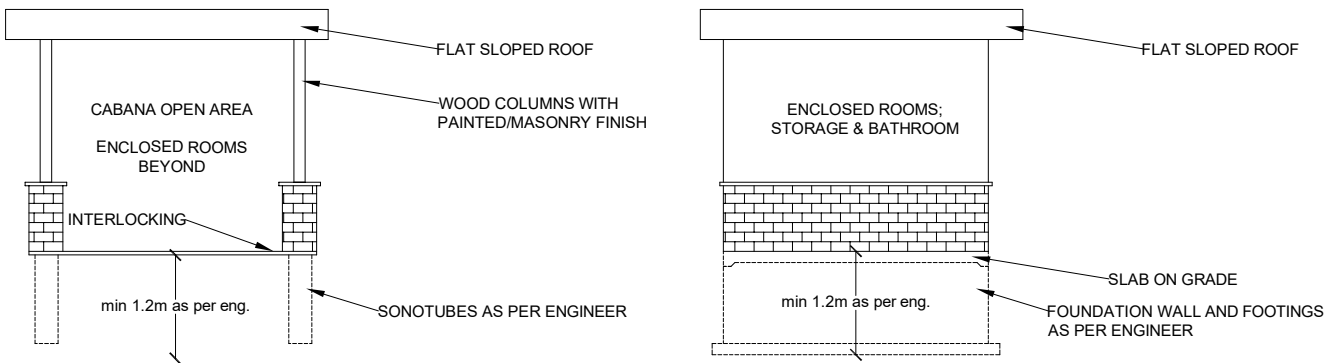 FLAT SLOPED ROOF
WOOD COLUMNS WITH
PAINTED/MASONRY FINISH
CABANA OPEN AREA
ENCLOSED ROOMS
BEYOND
INTERLOCKING
min 1.2m as per eng.
SONOTUBES AS PER ENGINEER
FLAT SLOPED ROOF
ENCLOSED ROOMS;
STORAGE & BATHROOM
SLAB ON GRADE
min 1.2m as per eng.
FOUNDATION WALL AND FOOTINGS
AS PER ENGINEER